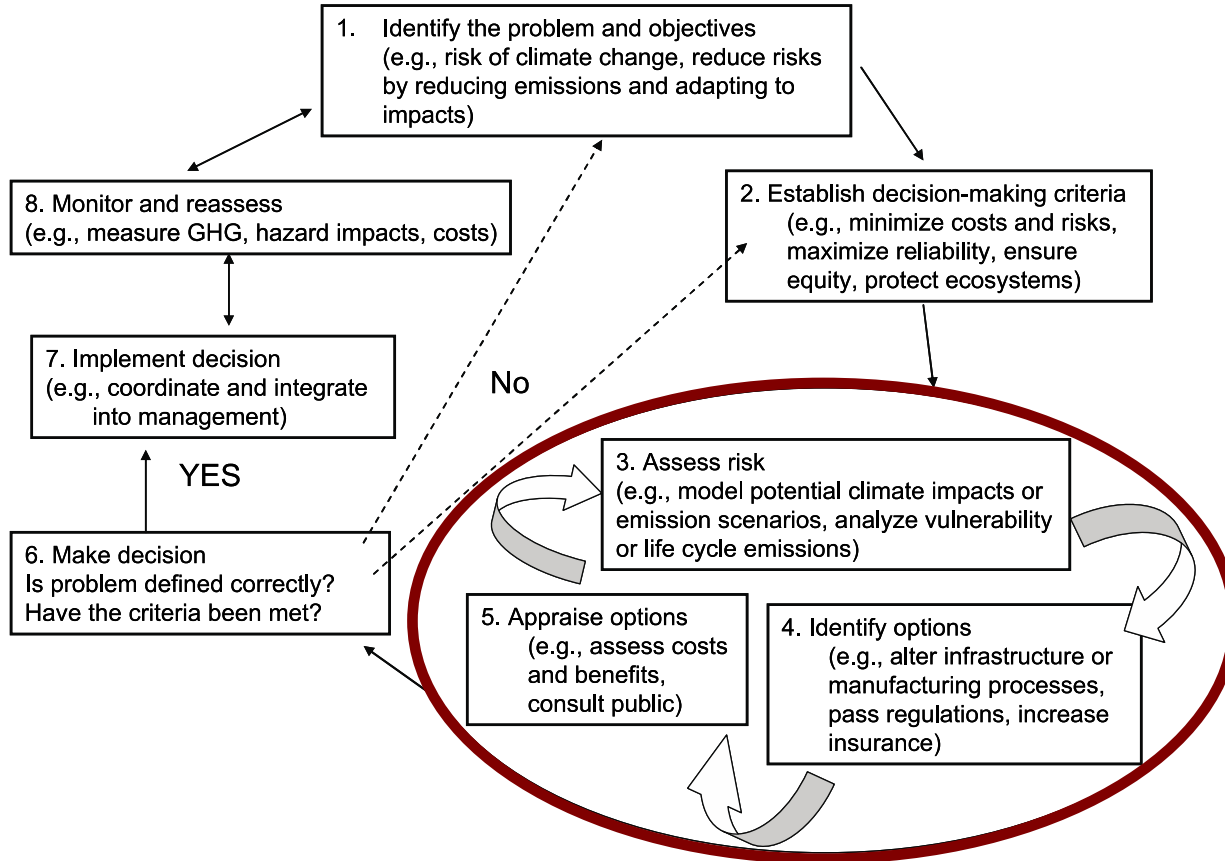 1. Identify the problem and objectives
(e.g., risk of climate change, reduce risks
by reducing emissions and adapting to
impacts)
8. Monitor and reassess
(e.g., measure GHG, hazard impacts, costs)
2. Establish decision-making criteria
(e.g., minimize costs and risks,
maximize reliability, ensure
equity, protect ecosystems)
7. Implement decision
(e.g., coordinate and integrate
into management)
No
YES
3. Assess risk
(e.g., model potential climate impacts or
emission scenarios, analyze vulnerability
or life cycle emissions)
6. Make decision
Is problem defined correctly?
Have the criteria been met?
5. Appraise options
(e.g., assess costs
and benefits,
consult public)
4. Identify options
(e.g., alter infrastructure or
manufacturing processes,
pass regulations, increase
insurance)